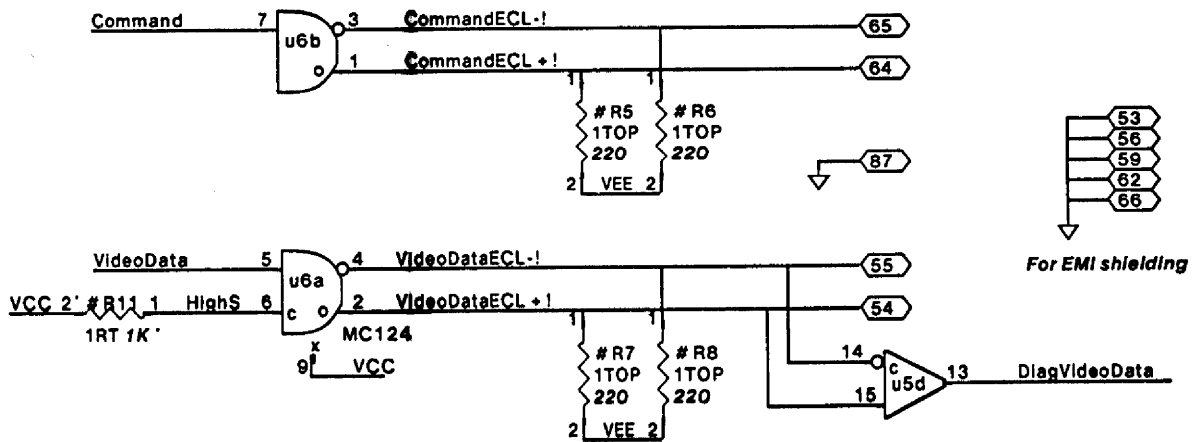 Command 7 u6b 3 CommandECL-! 65
1 CommandECL+! 64
1 1
#R5 #R6
1TOP 1TOP
220 220
2 VEE 2
87
53
56
59
62
66
For EMI shielding
VideoData 5 u6a 4 VideoDataECL-! 55
VCC 2' #R11 1 HighS 6 c 2 VideoDataECL+! 54
1RT 1K' MC124
x
9 VCC
1 1
#R7 #R8
1TOP 1TOP
220 220
2 VEE 2
14 c u5d 13 DiagVideoData
15